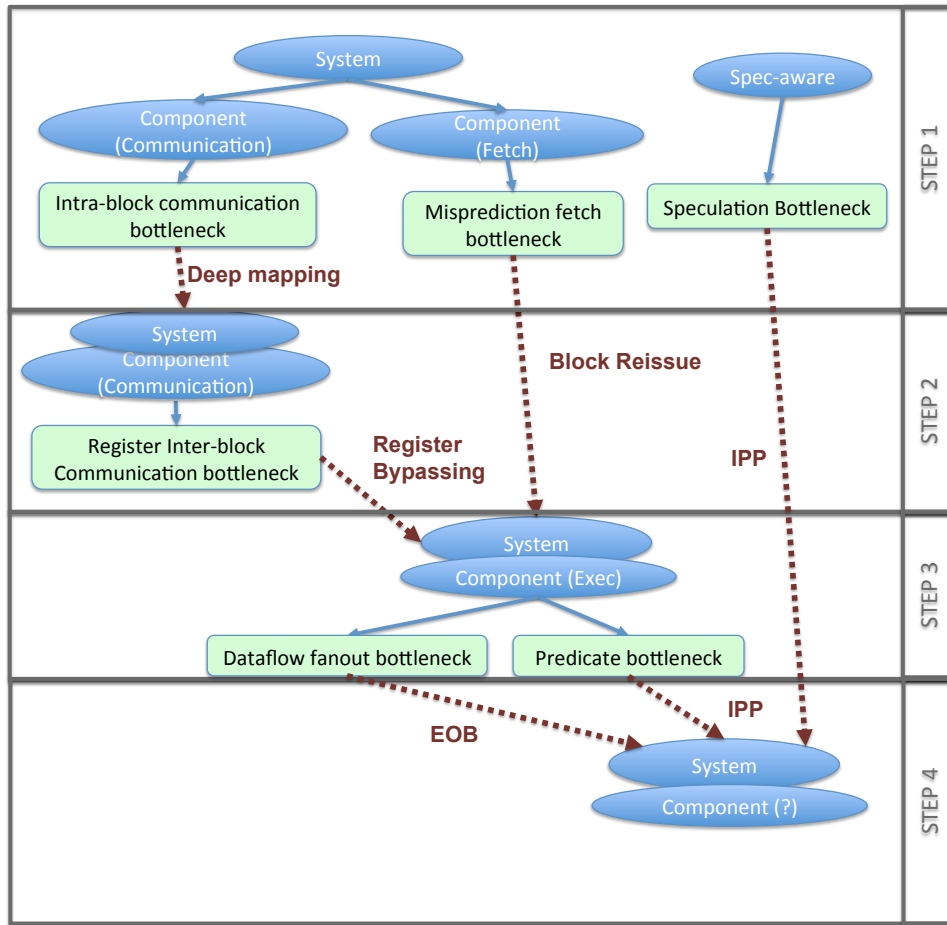 System
Spec-aware
Component
(Communication)
Component
(Fetch)
STEP 1
Intra-block communication
bottleneck
Misprediction fetch
bottleneck
Speculation Bottleneck
Deep mapping
System
Component
(Communication)
Block Reissue
STEP 2
Register Inter-block
Communication bottleneck
Register
Bypassing
IPP
System
Component (Exec)
STEP 3
Dataflow fanout bottleneck
Predicate bottleneck
EOB
IPP
System
Component (?)
STEP 4